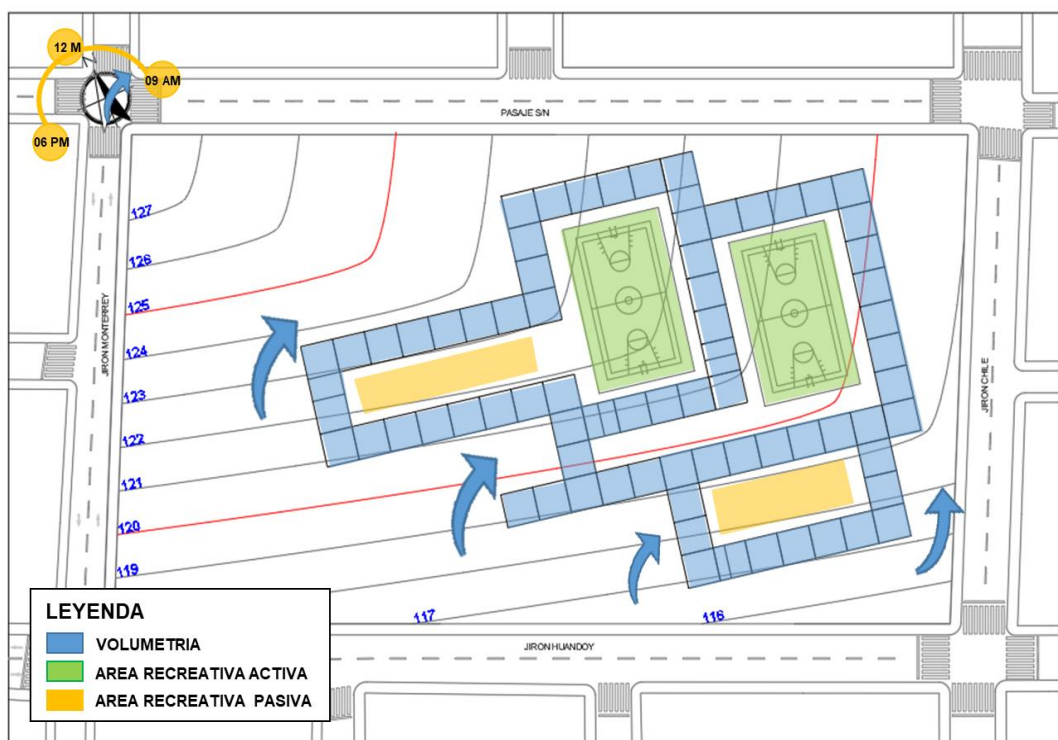 12 M
N
09 AM
06 PM
PASAJE S/N
127
126
125
124
123
122
121
120
119
117
116
JIRON MONTERREY
JIRON CHILE
JIRON HUANDOY
LEYENDA
VOLUMETRIA
AREA RECREATIVA ACTIVA
AREA RECREATIVA PASIVA